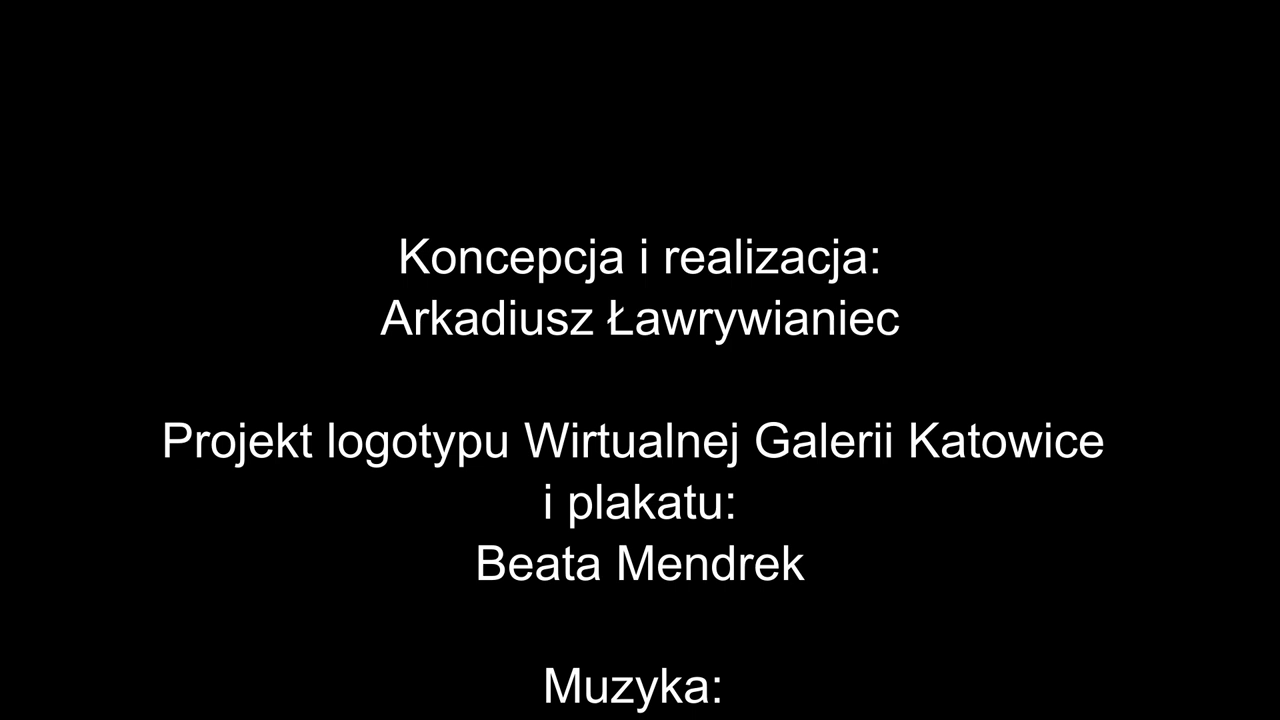 Koncepcja i realizacja:
Arkadiusz Ławrywianiec
Projekt logotypu Wirtualnej Galerii Katowice
i plakatu:
Beata Mendrek
Muzyka: